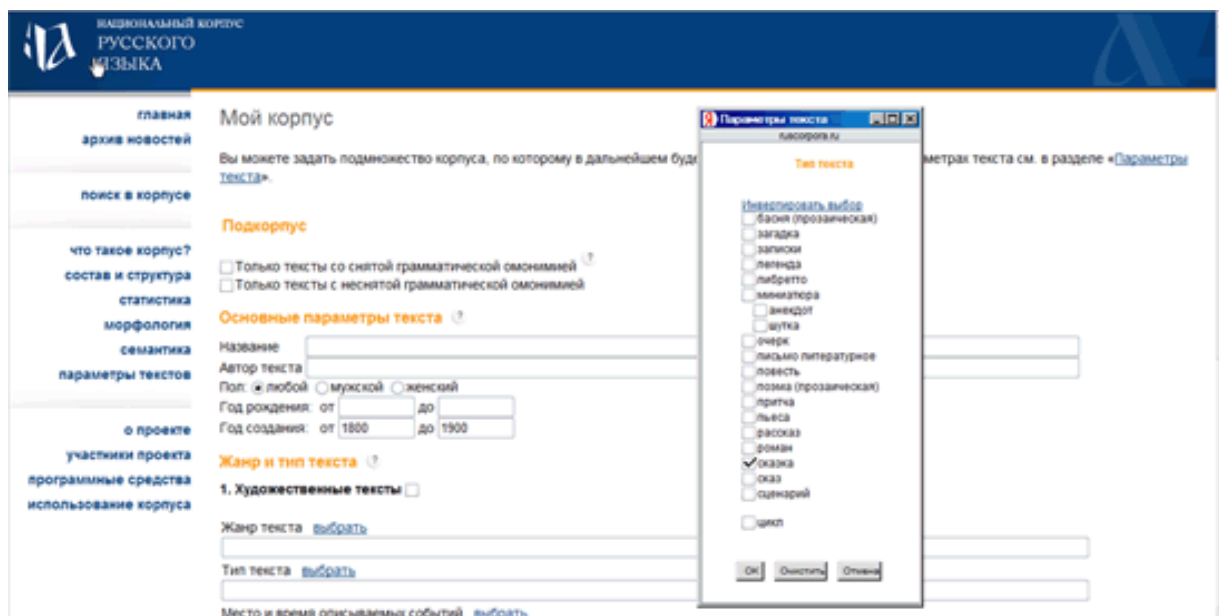 НАЦИОНАЛЬНЫЙ КОРПУС
РУССКОГО
ЯЗЫКА
главная
архив новостей
поиск в корпусе
что такое корпус?
состав и структура
статистика
морфология
семантика
параметры текстов
о проекте
участники проекта
программные средства
использование корпуса
Мой корпус
Вы можете задать подмножество корпуса, по которому в дальнейшем буд
метрах текста см. в разделе «Параметры
текста».
Подкорпус
Только тексты со снятой грамматической омонимией ?
Только тексты с неснятой грамматической омонимией
Основные параметры текста ?
Название
Автор текста
Пол: любой мужской женский
Год рождения: от до
Год создания: от 1800 до 1900
Жанр и тип текста ?
1. Художественные тексты
Жанр текста выбрать
Тип текста выбрать
Место и время описываемых событий выбрать
Я Параметры текста
ruscorpora.ru
Тип текста
Инвертировать выбор
басня (прозаическая)
загадка
записки
легенда
либретто
миниатюра
анекдот
шутка
очерк
письмо литературное
повесть
поэма (прозаическая)
притча
пьеса
рассказ
роман
сказка
сказ
сценарий
цикл
OK Очистить Отмена